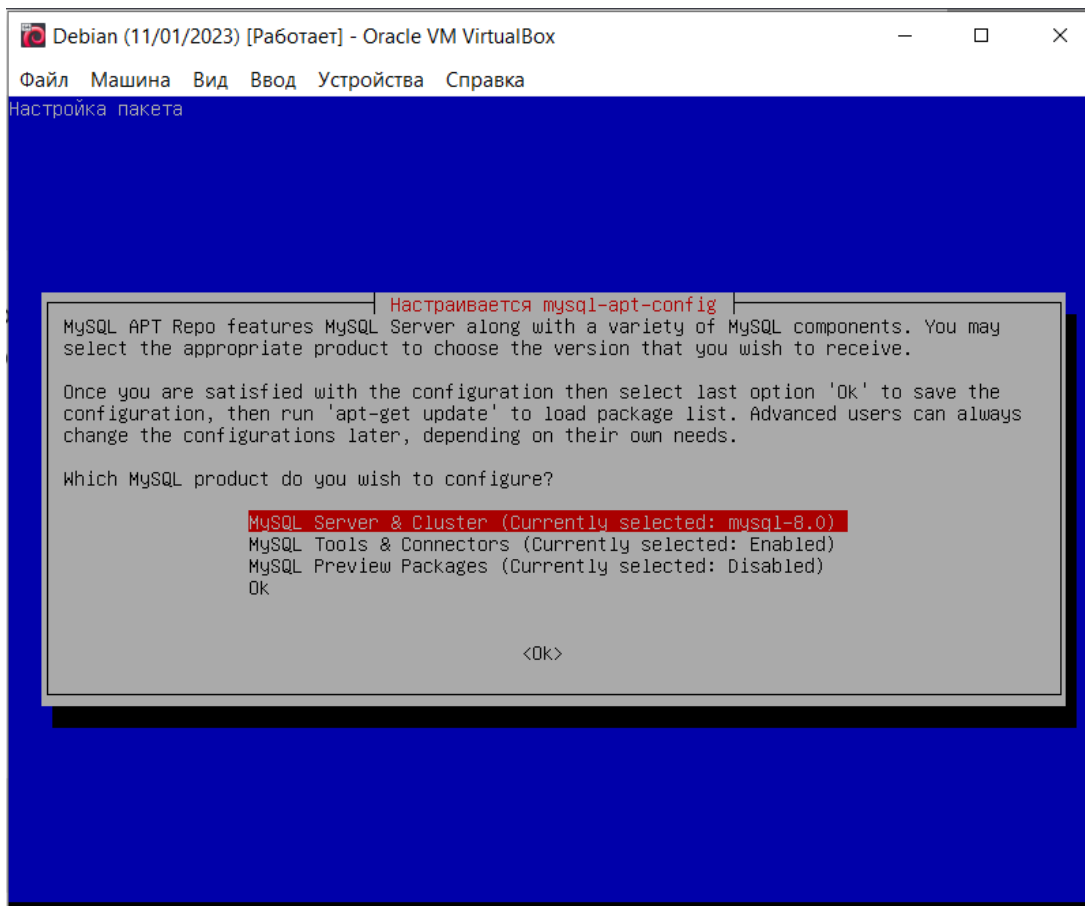 Debian (11/01/2023) [Работает] - Oracle VM VirtualBox
Файл Машина Вид Ввод Устройства Справка
Настройка пакета
Настраивается mysql-apt-config
MySQL APT Repo features MySQL Server along with a variety of MySQL components. You may
select the appropriate product to choose the version that you wish to receive.
Once you are satisfied with the configuration then select last option 'Ok' to save the
configuration, then run 'apt-get update' to load package list. Advanced users can always
change the configurations later, depending on their own needs.
Which MySQL product do you wish to configure?
MySQL Server & Cluster (Currently selected: mysql-8.0)
MySQL Tools & Connectors (Currently selected: Enabled)
MySQL Preview Packages (Currently selected: Disabled)
Ok
<Ok>